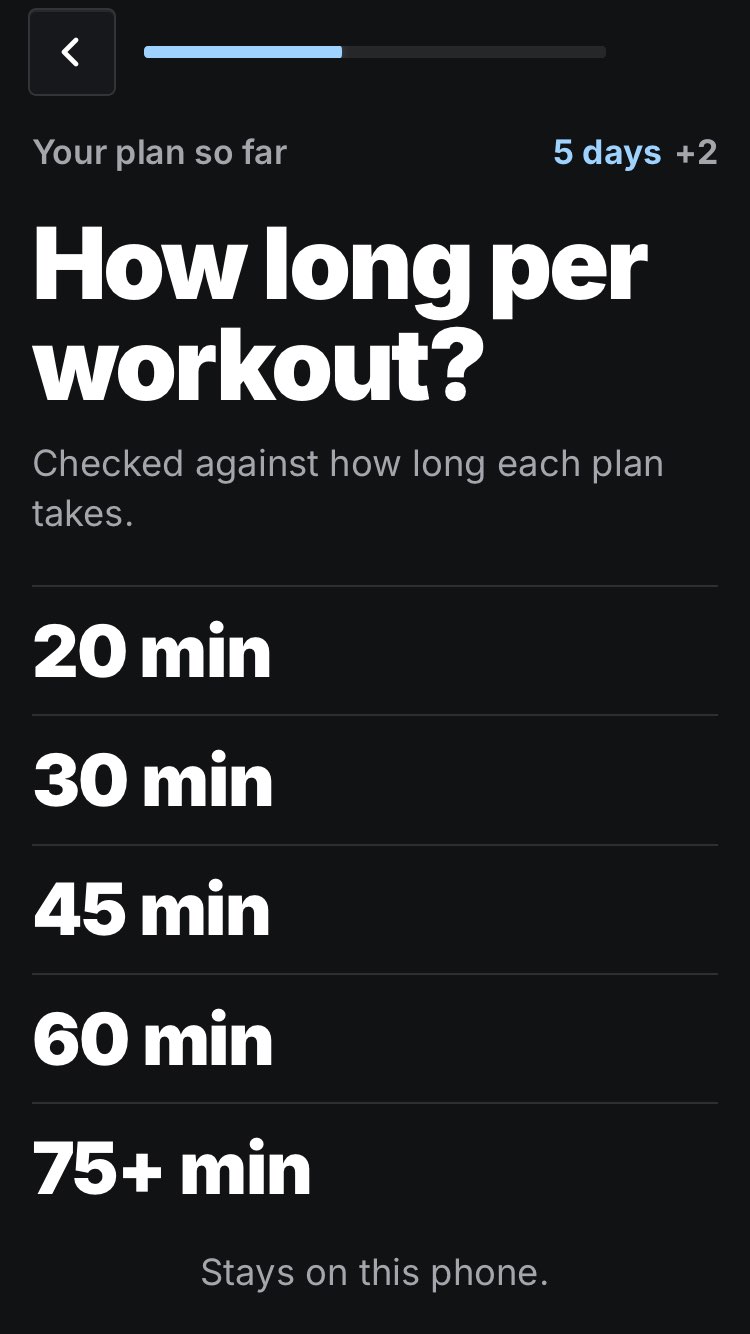 Your plan so far
5 days +2
How long per
workout?
Checked against how long each plan
takes.
20 min
30 min
45 min
60 min
75+ min
Stays on this phone.